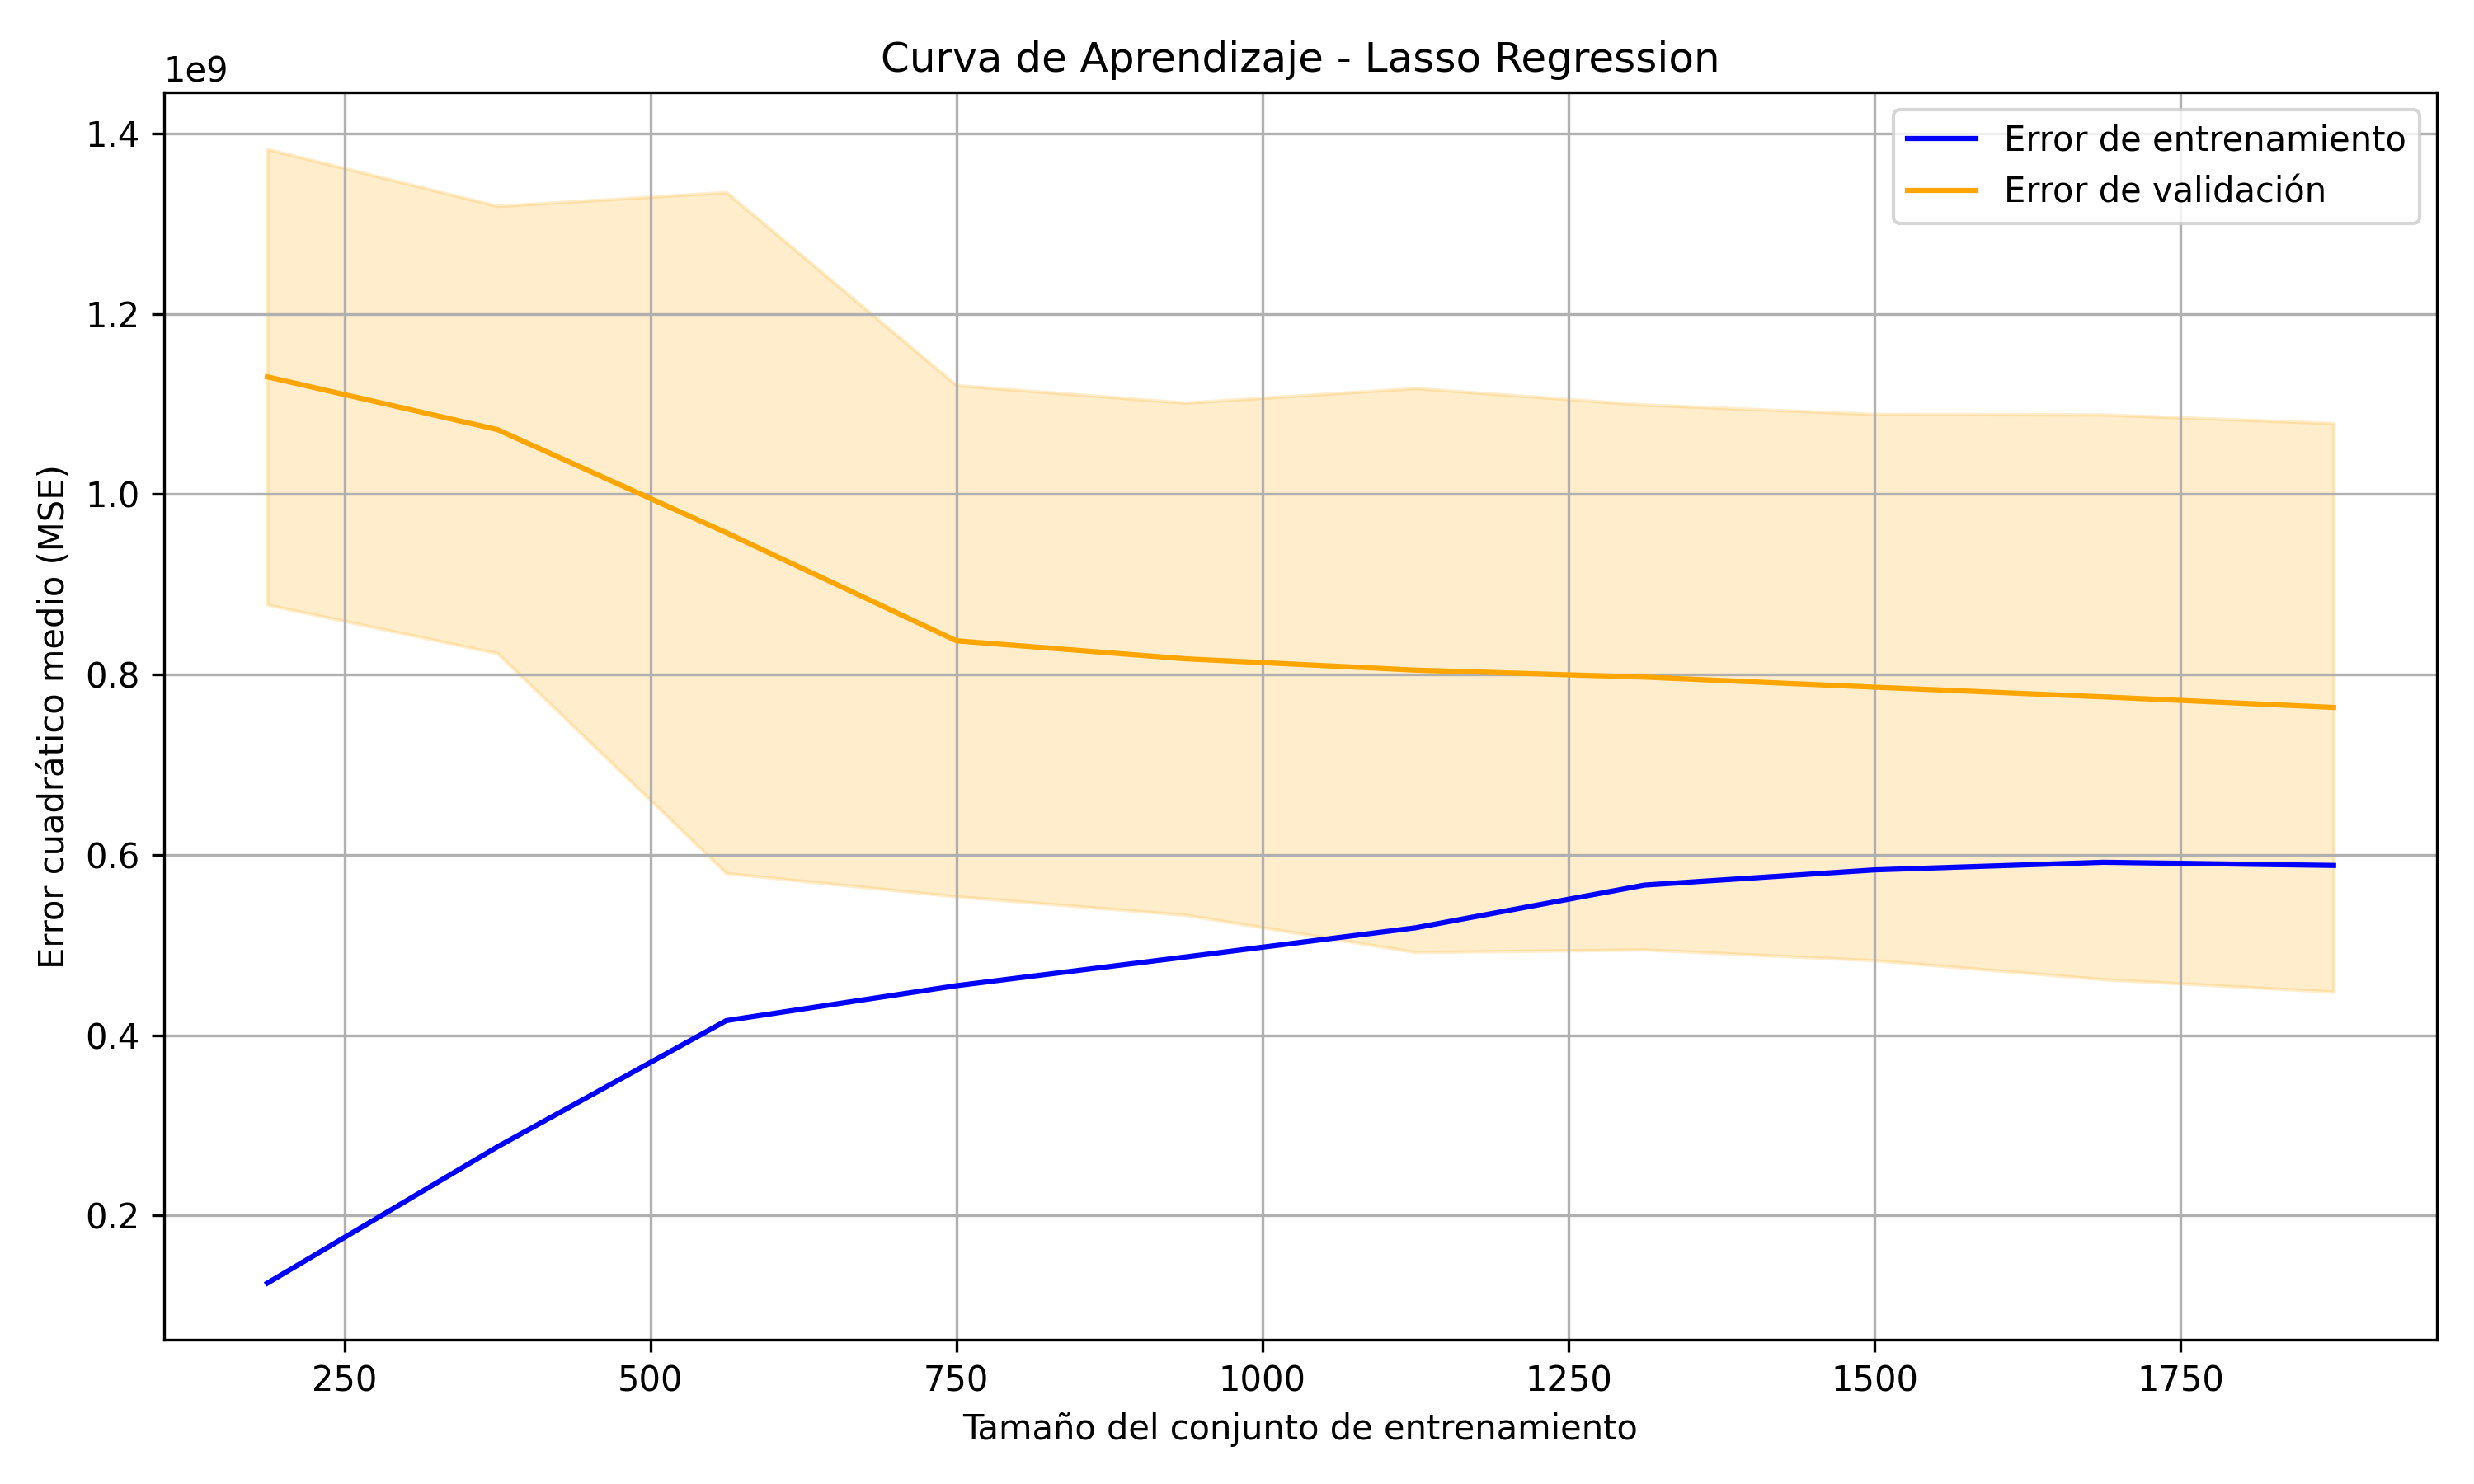 Curva de Aprendizaje - Lasso Regression
1e9
1.4
1.2
1.0
0.8
0.6
0.4
0.2
Error cuadrático medio (MSE)
Error de entrenamiento
Error de validación
250 500 750 1000 1250 1500 1750
Tamaño del conjunto de entrenamiento